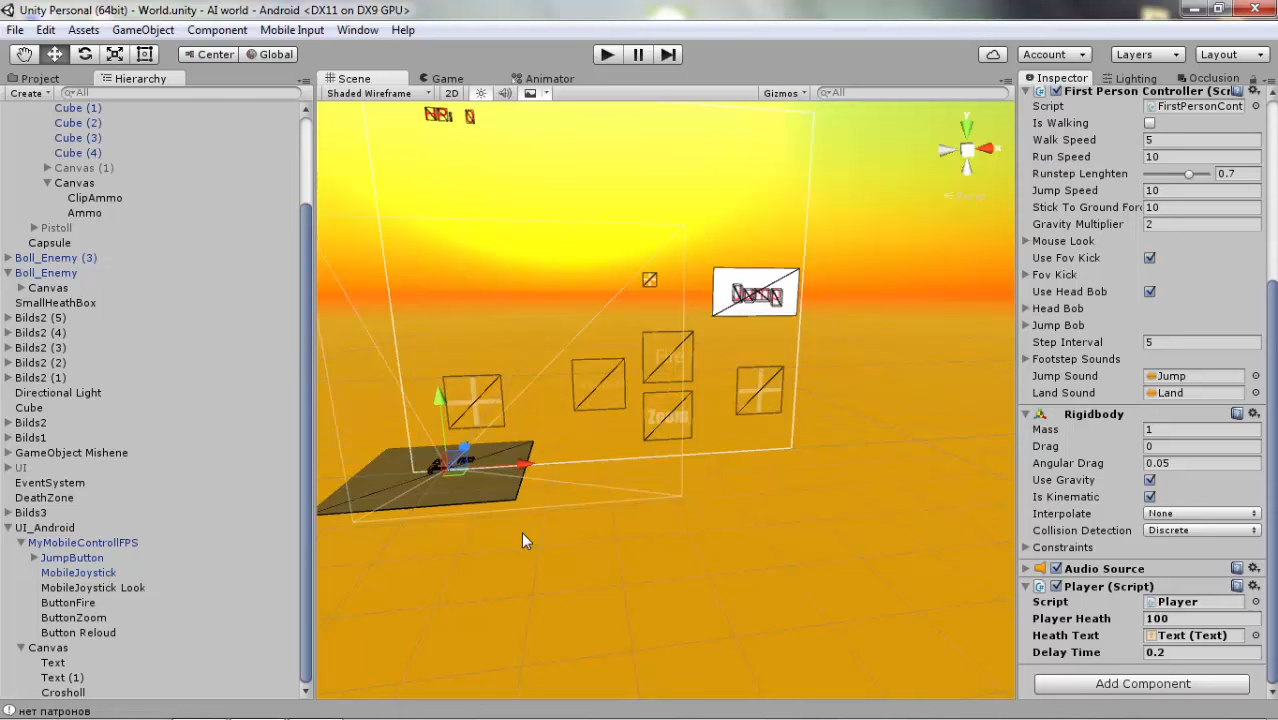 Unity Personal (64bit) - World.unity - AI world - Android <DX11 on DX9 GPU>
File Edit Assets GameObject Component Mobile Input Window Help
Center Global Account Layers Layout
Project Hierarchy Scene Game Animator Inspector Lighting Occlusion
Create All Shaded Wireframe 2D Gizmos All
Cube (1)
Cube (2)
Cube (3)
Cube (4)
Canvas (1)
Canvas
ClipAmmo
Ammo
Pistoll
Capsule
Boll_Enemy (3)
Boll_Enemy
Canvas
SmallHeathBox
Bilds2 (5)
Bilds2 (4)
Bilds2 (3)
Bilds2 (2)
Bilds2 (1)
Directional Light
Cube
Bilds2
Bilds1
GameObject Mishene
UI
EventSystem
DeathZone
Bilds3
UI_Android
MyMobileControllFPS
JumpButton
MobileJoystick
MobileJoystick Look
ButtonFire
ButtonZoom
Button Reloud
Canvas
Text
Text (1)
Crosholl
y
x
Persp
Jump
Fire
Zoom
First Person Controller (Scri
Script FirstPersonCont
Is Walking
Walk Speed 5
Run Speed 10
Runstep Lenghten 0.7
Jump Speed 10
Stick To Ground Forc 10
Gravity Multiplier 2
Mouse Look
Use Fov Kick
Fov Kick
Use Head Bob
Head Bob
Jump Bob
Step Interval 5
Footstep Sounds
Jump Sound Jump
Land Sound Land
Rigidbody
Mass 1
Drag 0
Angular Drag 0.05
Use Gravity
Is Kinematic
Interpolate None
Collision Detection Discrete
Constraints
Audio Source
Player (Script)
Script Player
Player Heath 100
Heath Text Text (Text)
Delay Time 0.2
Add Component
нет патронов